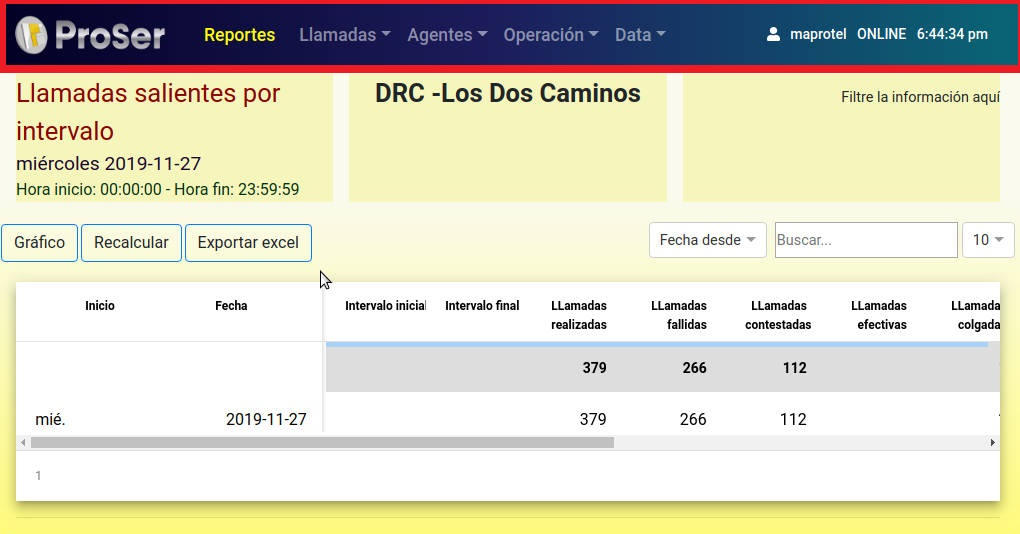 ProSer Reportes Llamadas Agentes Operación Data maprotel ONLINE 6:44:34 pm
Llamadas salientes por
intervalo
miércoles 2019-11-27
Hora inicio: 00:00:00 - Hora fin: 23:59:59
DRC -Los Dos Caminos
Filtre la información aquí
Gráfico Recalcular Exportar excel Fecha desde Buscar... 10
Inicio Fecha Intervalo inicial Intervalo final LLamadas LLamadas LLamadas LLamadas LLamada
realizadas fallidas contestadas efectivas colgada
379 266 112
mié. 2019-11-27 379 266 112
1